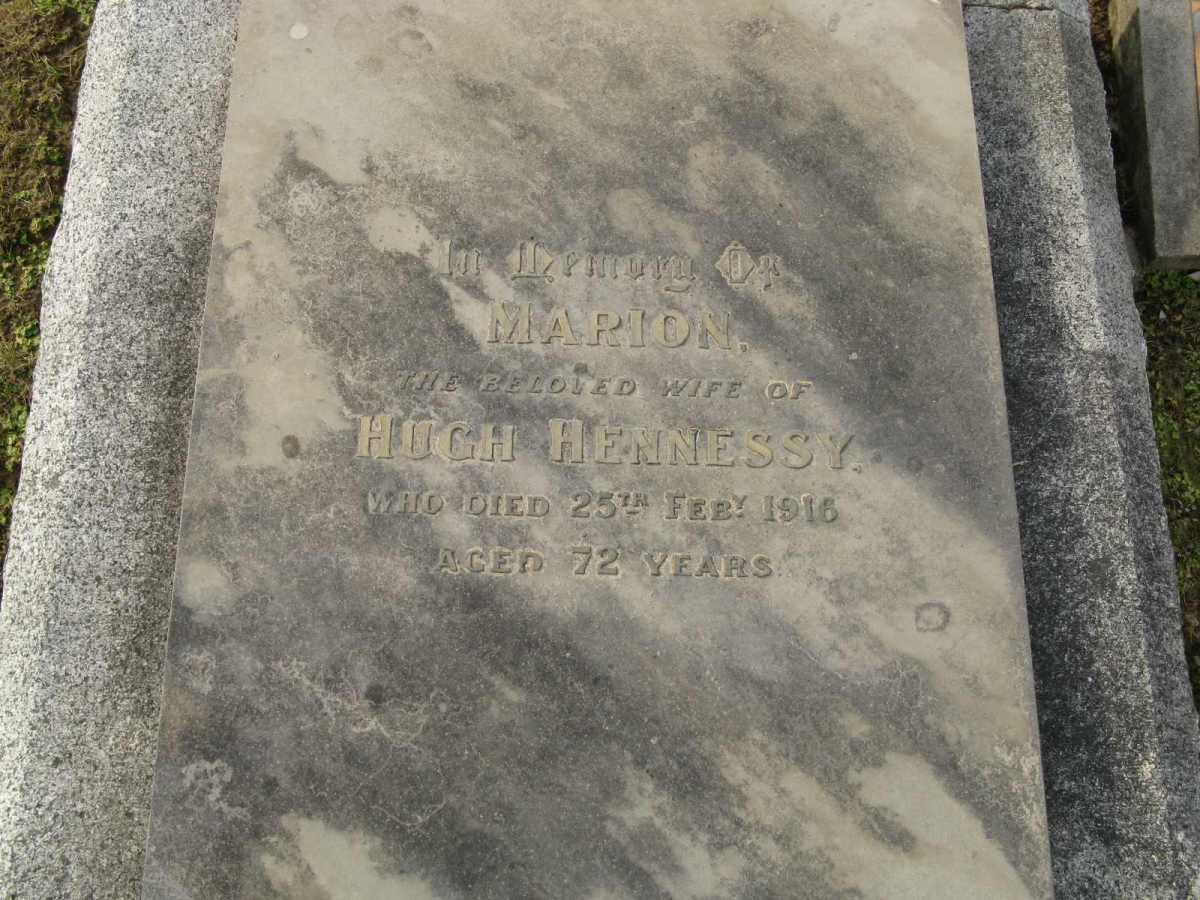 In Memory Of
MARION,
THE BELOVED WIFE OF
HUGH HENNESSY,
WHO DIED 25TH FEBY 1916
AGED 72 YEARS